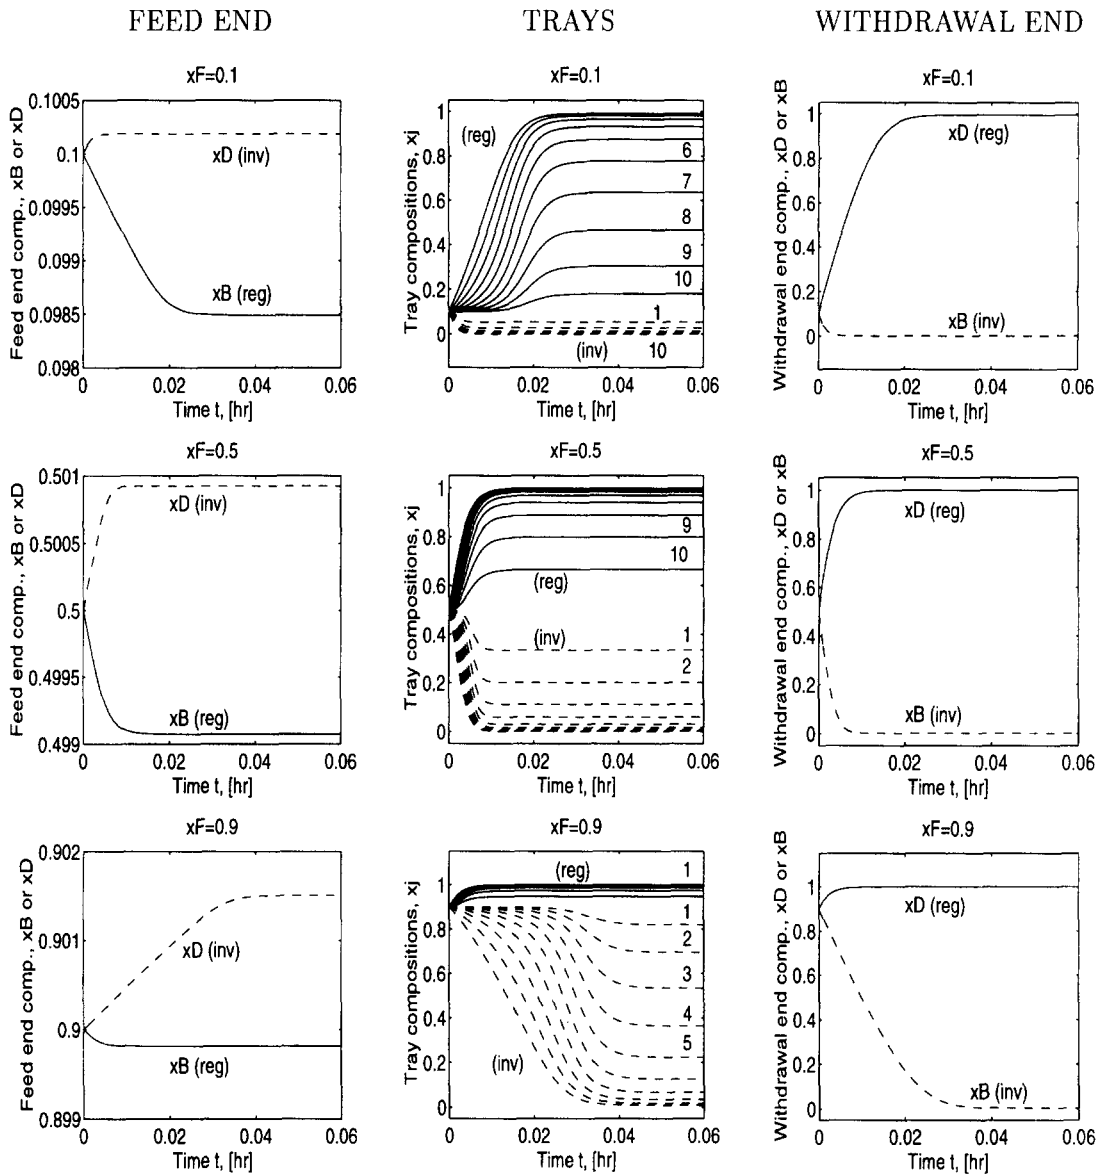 FEED END
TRAYS
WITHDRAWAL END
xF=0.1
Feed end comp., xB or xD
0.1005
0.1
0.0995
0.099
0.0985
0.098
xD (inv)
xB (reg)
0
0.02
0.04
0.06
Time t, [hr]
xF=0.1
Tray compositions, xj
1
0.8
0.6
0.4
0.2
0
(reg)
6
7
8
9
10
1
(inv)
10
0
0.02
0.04
0.06
Time t, [hr]
xF=0.1
Withdrawal end comp., xD or xB
1
0.8
0.6
0.4
0.2
0
xD (reg)
xB (inv)
0
0.02
0.04
0.06
Time t, [hr]
xF=0.5
Feed end comp., xB or xD
0.501
0.5005
0.5
0.4995
0.499
xD (inv)
xB (reg)
0
0.02
0.04
0.06
Time t, [hr]
xF=0.5
Tray compositions, xj
1
0.8
0.6
0.4
0.2
0
9
10
(reg)
(inv)
1
2
0
0.02
0.04
0.06
Time t, [hr]
xF=0.5
Withdrawal end comp., xD or xB
1
0.8
0.6
0.4
0.2
0
xD (reg)
xB (inv)
0
0.02
0.04
0.06
Time t, [hr]
xF=0.9
Feed end comp., xB or xD
0.902
0.901
0.9
0.899
xD (inv)
xB (reg)
0
0.02
0.04
0.06
Time t, [hr]
xF=0.9
Tray compositions, xj
1
0.8
0.6
0.4
0.2
0
(reg)
1
1
2
3
4
5
(inv)
0
0.02
0.04
0.06
Time t, [hr]
xF=0.9
Withdrawal end comp., xD or xB
1
0.8
0.6
0.4
0.2
0
xD (reg)
xB (inv)
0
0.02
0.04
0.06
Time t, [hr]